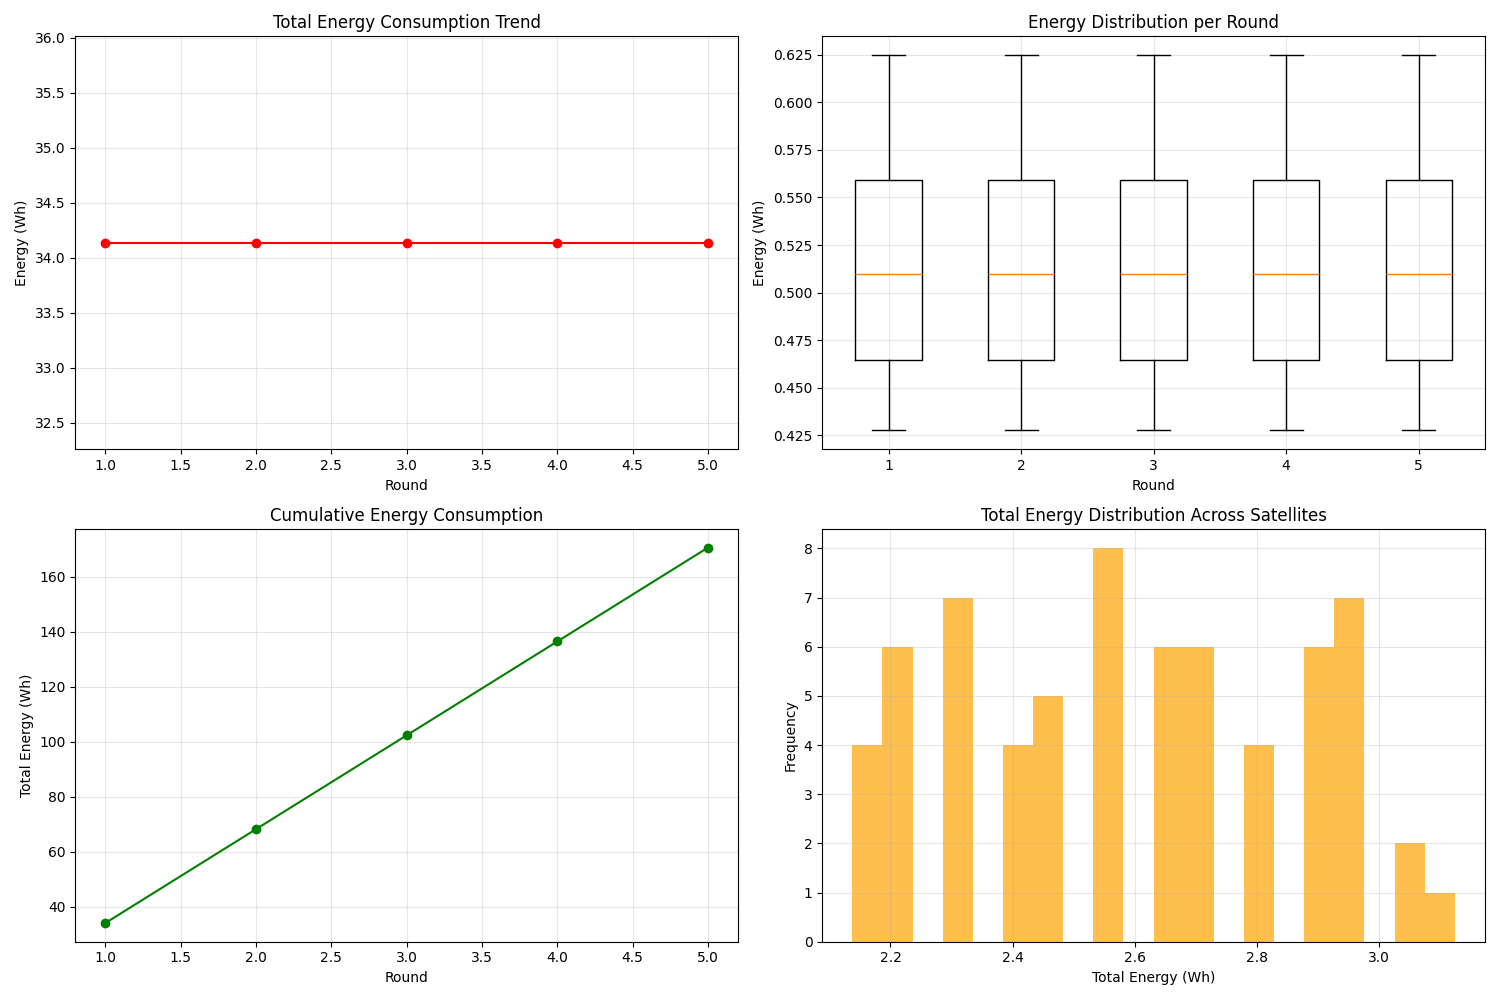 Total Energy Consumption Trend
Energy (Wh)
36.0
35.5
35.0
34.5
34.0
33.5
33.0
32.5
1.0 1.5 2.0 2.5 3.0 3.5 4.0 4.5 5.0
Round
Energy Distribution per Round
Energy (Wh)
0.625
0.600
0.575
0.550
0.525
0.500
0.475
0.450
0.425
1 2 3 4 5
Round
Cumulative Energy Consumption
Total Energy (Wh)
160
140
120
100
80
60
40
1.0 1.5 2.0 2.5 3.0 3.5 4.0 4.5 5.0
Round
Total Energy Distribution Across Satellites
Frequency
8
7
6
5
4
3
2
1
0
2.2 2.4 2.6 2.8 3.0
Total Energy (Wh)